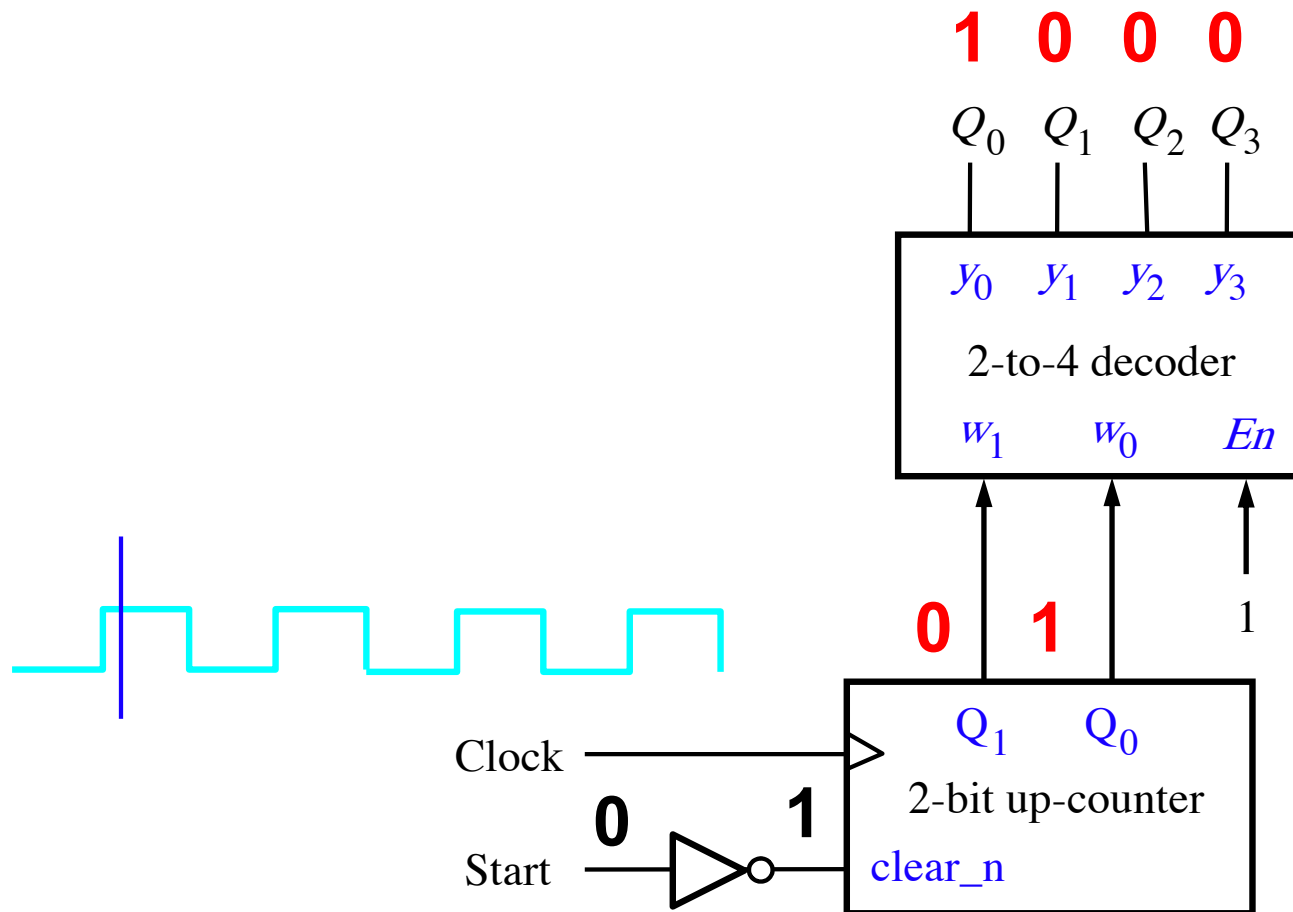 1 0 0 0
Q0 Q1 Q2 Q3
y0 y1 y2 y3
2-to-4 decoder
w1 w0 En
0 1 1
Q1 Q0
Clock
2-bit up-counter
0 1
Start
clear_n